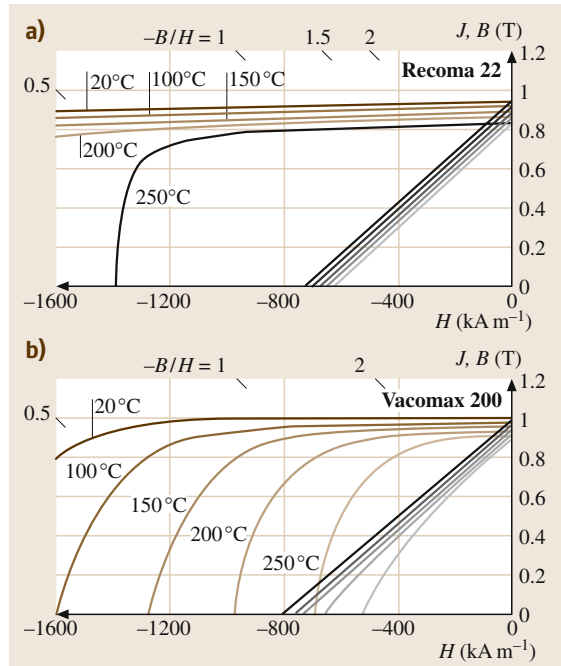 a)
−B/H = 1
1.5
2
J, B (T)
1.2
0.5
20 °C
100 °C
150 °C
Recoma 22
1
0.8
200 °C
0.6
250 °C
0.4
0.2
0
−1600
−1200
−800
−400
0
H (kA m⁻¹)
b)
−B/H = 1
2
J, B (T)
1.2
0.5
20 °C
Vacomax 200
1
100 °C
0.8
150 °C
0.6
200 °C
0.4
250 °C
0.2
0
−1600
−1200
−800
−400
0
H (kA m⁻¹)